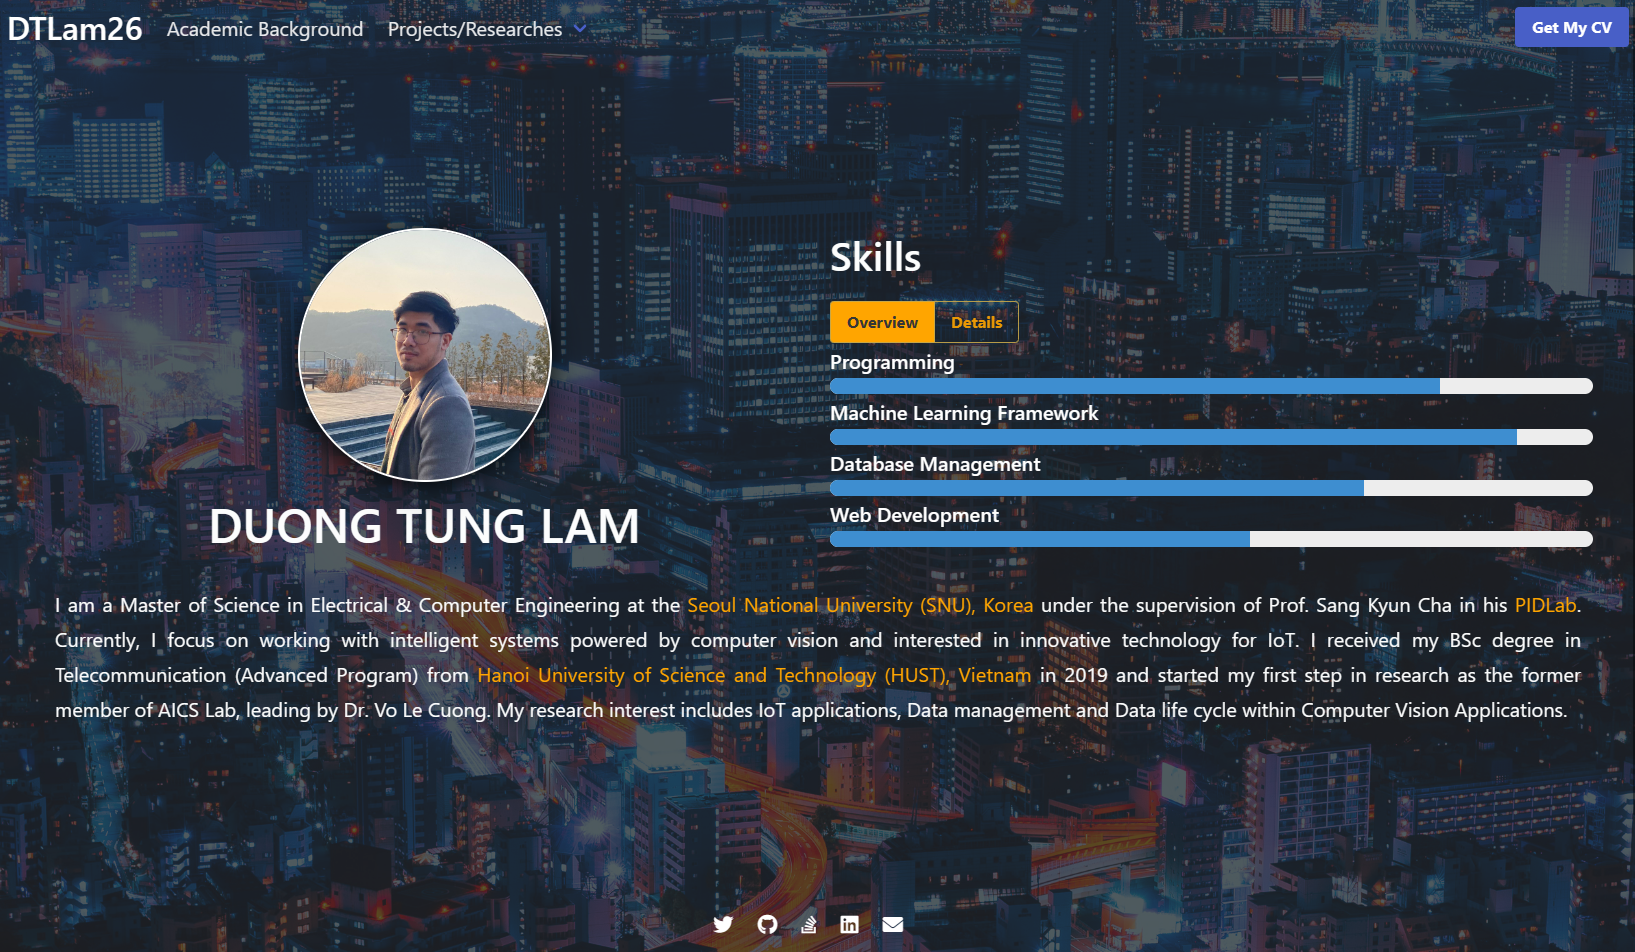 DTLam26 Academic Background Projects/Researches Get My CV
DUONG TUNG LAM
Skills
Overview Details
Programming
Machine Learning Framework
Database Management
Web Development
I am a Master of Science in Electrical & Computer Engineering at the Seoul National University (SNU), Korea under the supervision of Prof. Sang Kyun Cha in his PIDLab.
Currently, I focus on working with intelligent systems powered by computer vision and interested in innovative technology for IoT. I received my BSc degree in
Telecommunication (Advanced Program) from Hanoi University of Science and Technology (HUST), Vietnam in 2019 and started my first step in research as the former
member of AICS Lab, leading by Dr. Vo Le Cuong. My research interest includes IoT applications, Data management and Data life cycle within Computer Vision Applications.